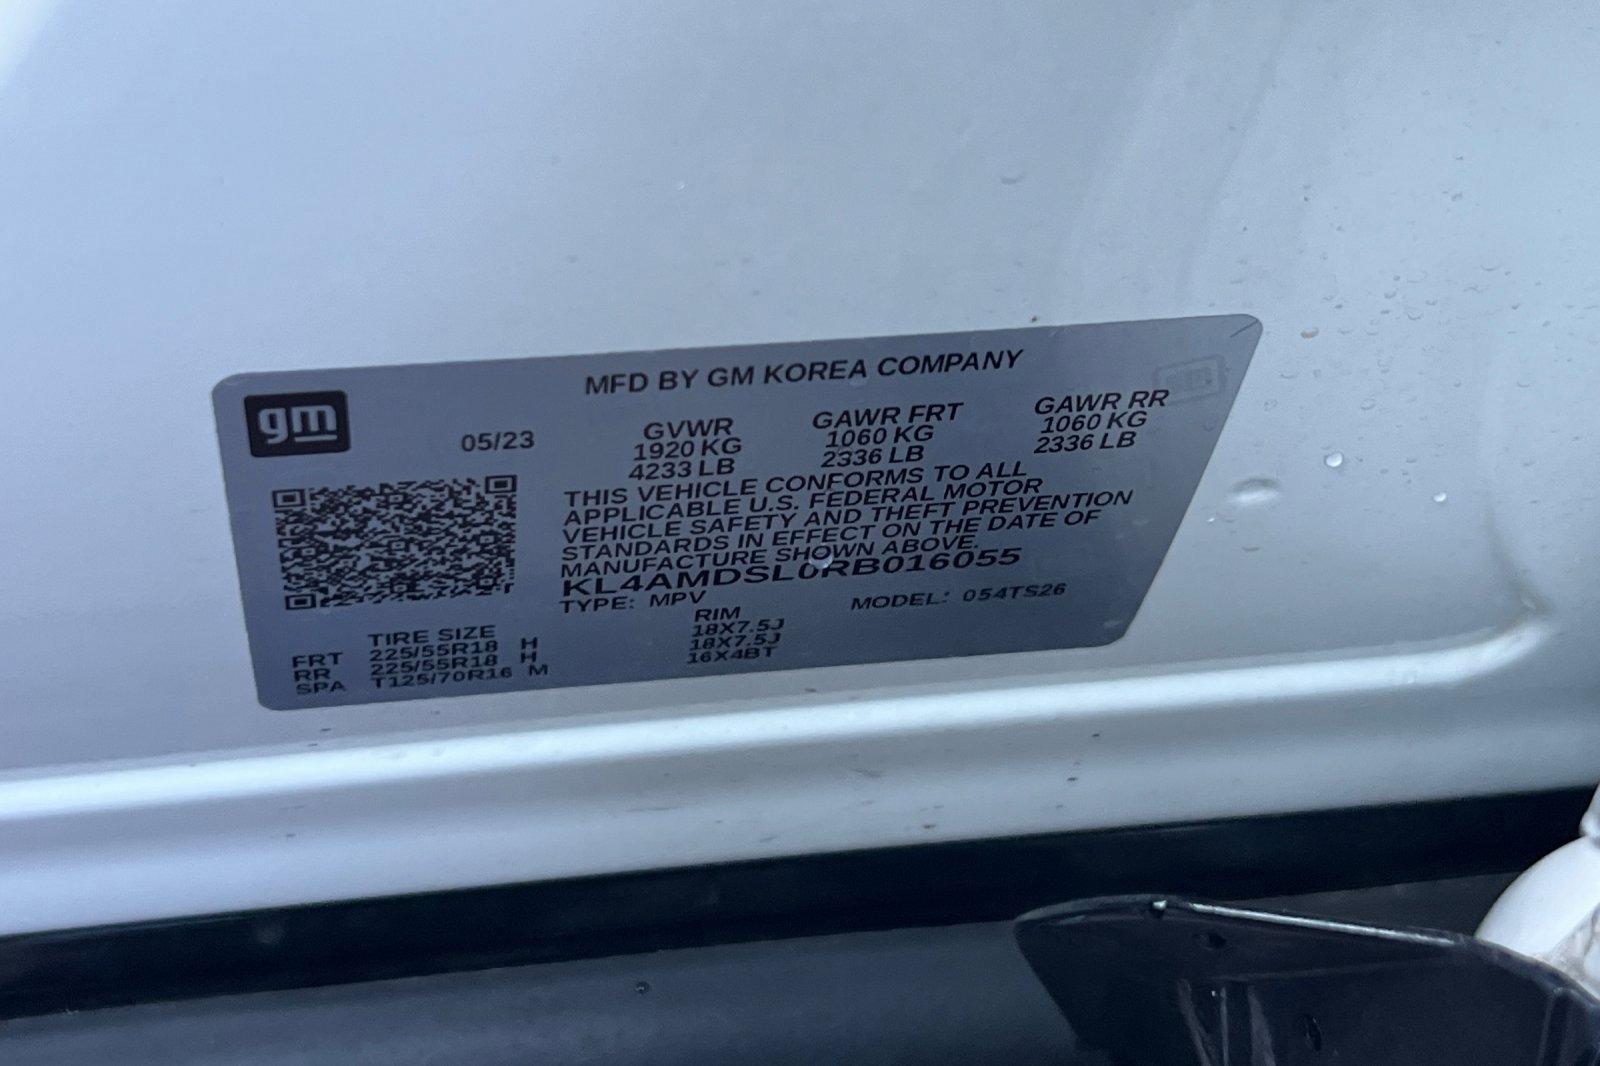 MFD BY GM KOREA COMPANY
gm
05/23
GVWR GAWR FRT GAWR RR
1920 KG 1060 KG 1060 KG
4233 LB 2336 LB 2336 LB
THIS VEHICLE CONFORMS TO ALL
APPLICABLE U.S. FEDERAL MOTOR
VEHICLE SAFETY AND THEFT PREVENTION
STANDARDS IN EFFECT ON THE DATE OF
MANUFACTURE SHOWN ABOVE.
KL4AMDSL0RB016055
TYPE: MPV MODEL: 054TS26
TIRE SIZE RIM
FRT 225/55R18 H 18X7.5J
RR 225/55R18 H 18X7.5J
SPA T125/70R16 M 16X4BT